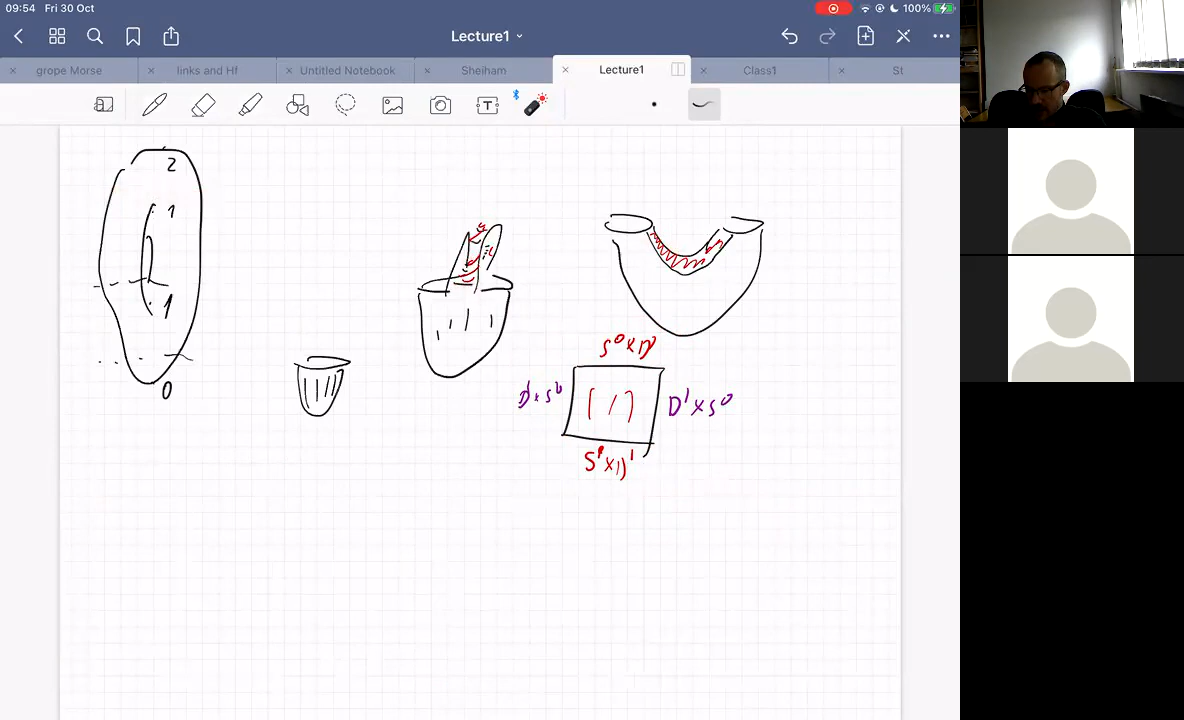 09:54 Fri 30 Oct
100%
Lecture1
grope Morse
links and Hf
Untitled Notebook
Sheiham
Lecture1
Class1
St
T
2
1
1
0
S⁰×D¹
D¹×S⁰
D¹×S⁰
S⁰×D¹